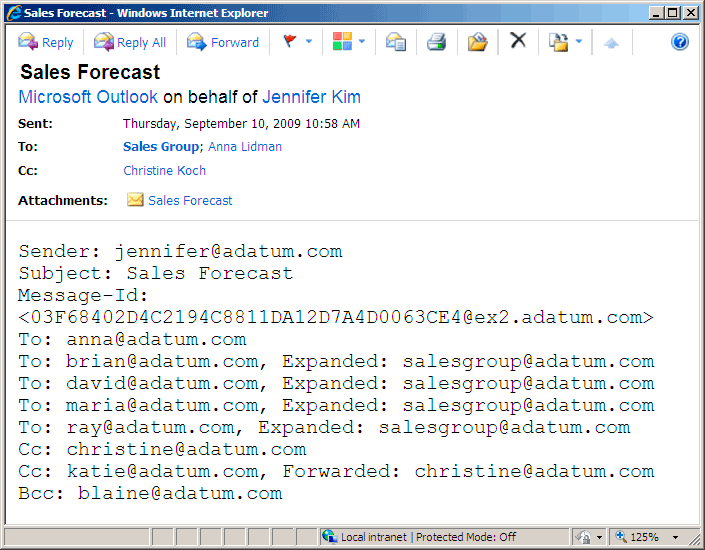 Sales Forecast - Windows Internet Explorer
Reply Reply All Forward
Sales Forecast
Microsoft Outlook on behalf of Jennifer Kim
Sent: Thursday, September 10, 2009 10:58 AM
To: Sales Group; Anna Lidman
Cc: Christine Koch
Attachments: Sales Forecast
Sender: jennifer@adatum.com
Subject: Sales Forecast
Message-Id:
<03F68402D4C2194C8811DA12D7A4D0063CE4@ex2.adatum.com>
To: anna@adatum.com
To: brian@adatum.com, Expanded: salesgroup@adatum.com
To: david@adatum.com, Expanded: salesgroup@adatum.com
To: maria@adatum.com, Expanded: salesgroup@adatum.com
To: ray@adatum.com, Expanded: salesgroup@adatum.com
Cc: christine@adatum.com
Cc: katie@adatum.com, Forwarded: christine@adatum.com
Bcc: blaine@adatum.com
Local intranet | Protected Mode: Off 125%